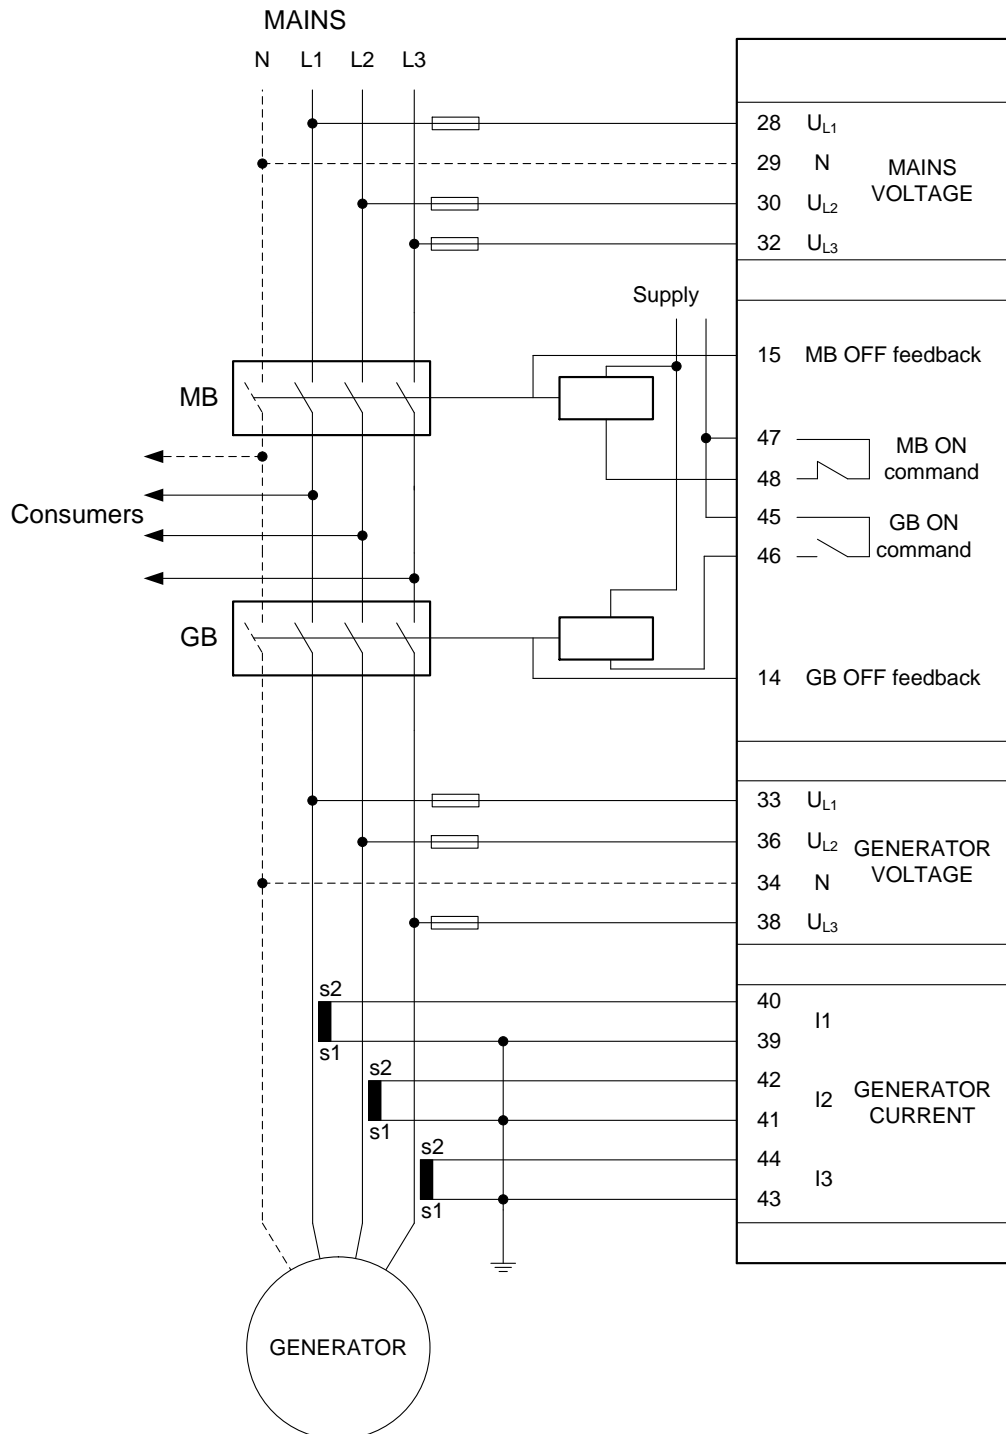 MAINS
N L1 L2 L3
28 UL1
29 N
30 UL2
32 UL3
MAINS
VOLTAGE
Supply
15 MB OFF feedback
MB
47
48
MB ON
command
Consumers
45
46
GB ON
command
GB
14 GB OFF feedback
33 UL1
36 UL2
34 N
38 UL3
GENERATOR
VOLTAGE
s2
s1
40
39
I1
s2
s1
42
41
I2
GENERATOR
CURRENT
s2
s1
44
43
I3
GENERATOR